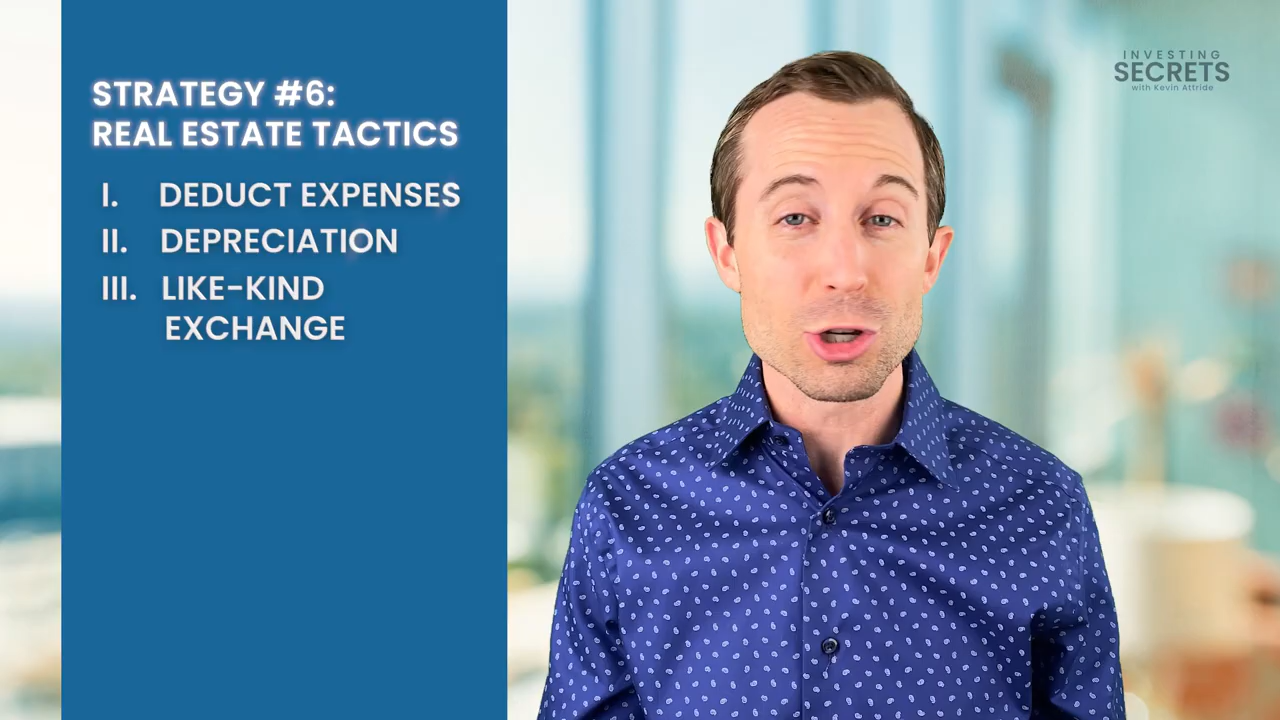 STRATEGY #6:
REAL ESTATE TACTICS
I. DEDUCT EXPENSES
II. DEPRECIATION
III. LIKE-KIND
EXCHANGE
INVESTING
SECRETS
with Kevin Attride